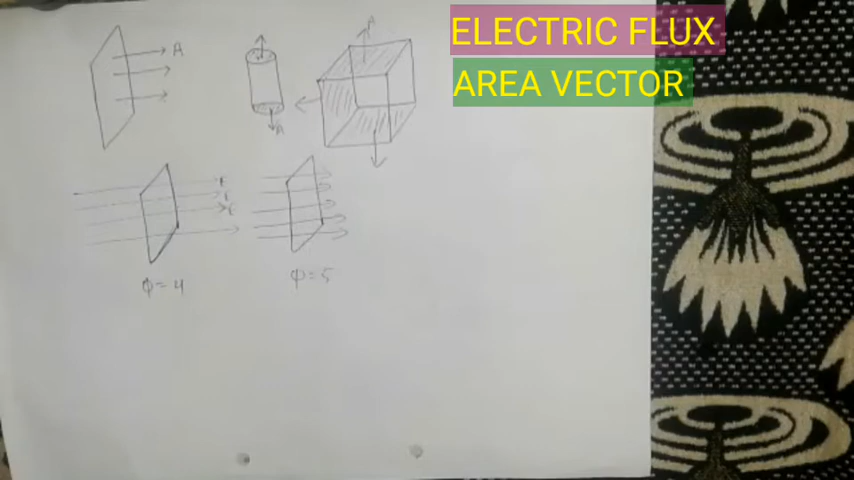 ELECTRIC FLUX
AREA VECTOR
A
A
A
E
E
E
φ = 4
φ = 5